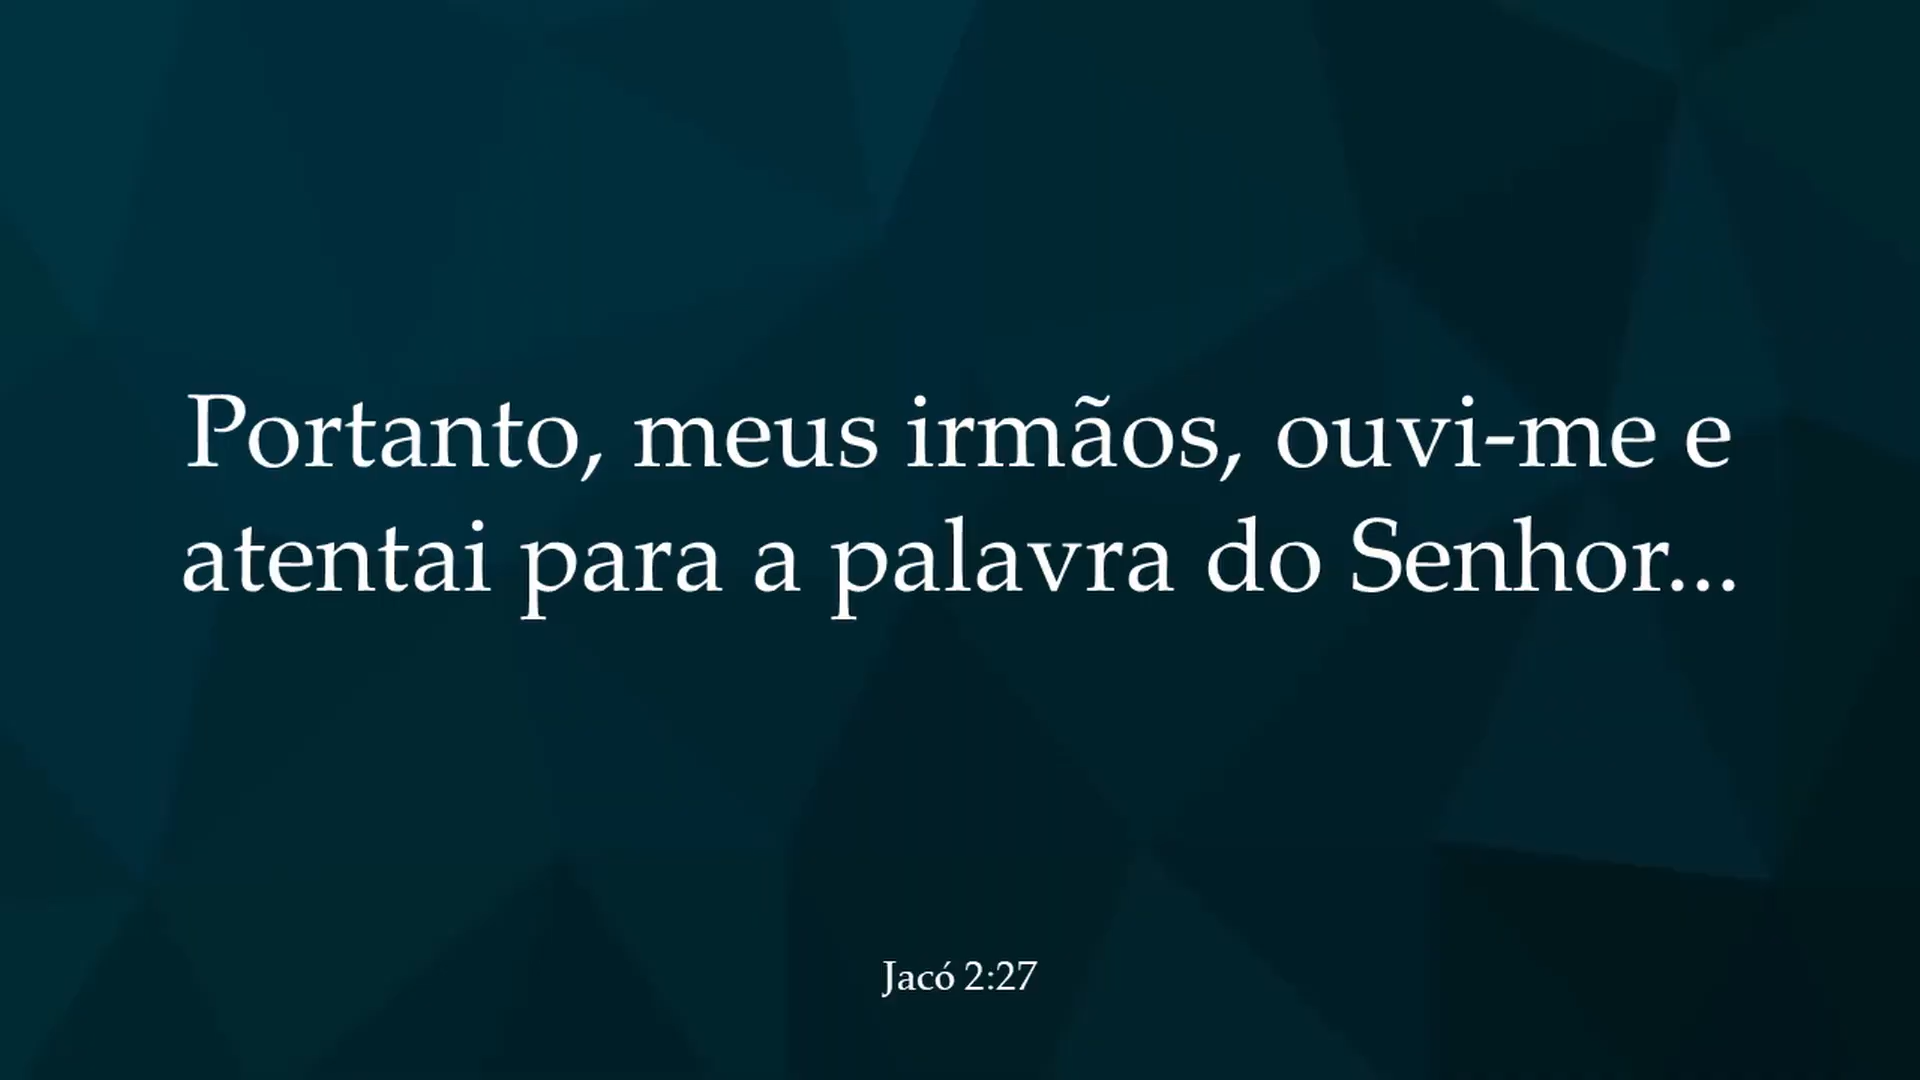 Portanto, meus irmãos, ouvi-me e
atentai para a palavra do Senhor...
Jacó 2:27